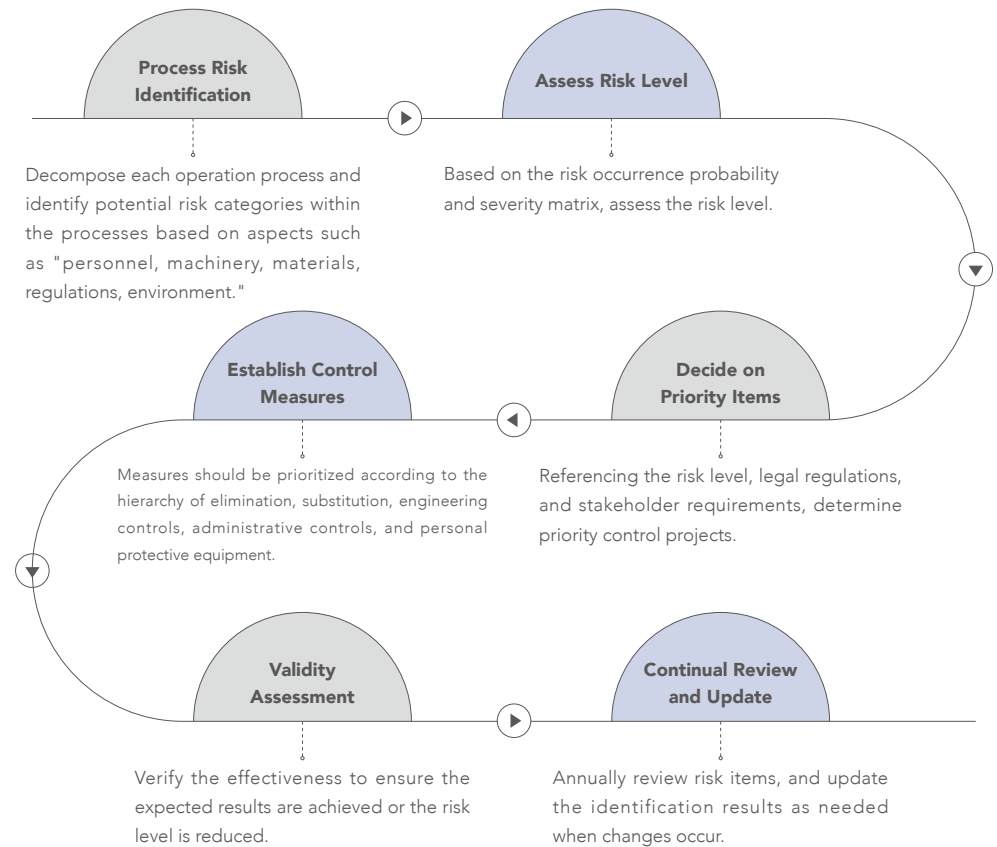 Process Risk
Identification
Decompose each operation process and
identify potential risk categories within
the processes based on aspects such
as "personnel, machinery, materials,
regulations, environment."
Assess Risk Level
Based on the risk occurrence probability
and severity matrix, assess the risk level.
Decide on
Priority Items
Referencing the risk level, legal regulations,
and stakeholder requirements, determine
priority control projects.
Establish Control
Measures
Measures should be prioritized according to the
hierarchy of elimination, substitution, engineering
controls, administrative controls, and personal
protective equipment.
Validity
Assessment
Verify the effectiveness to ensure the
expected results are achieved or the risk
level is reduced.
Continual Review
and Update
Annually review risk items, and update
the identification results as needed
when changes occur.